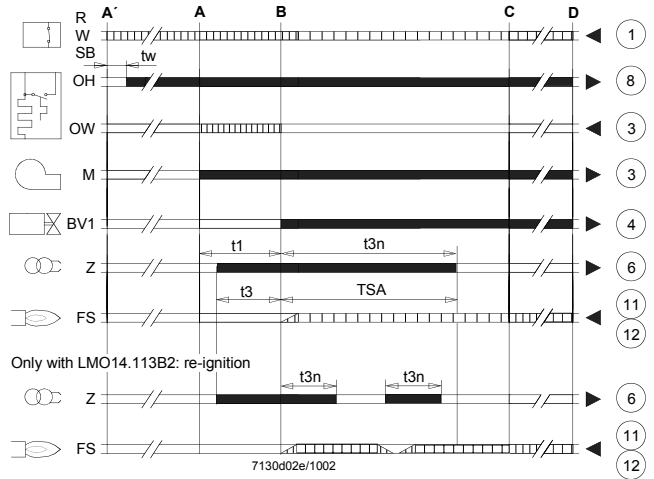 R A´ A B C D
W 1
SB tw
OH 8
OW 3
M 3
BV1 4
t1 t3n
Z 6
t3 TSA
FS 11
12
Only with LMO14.113B2: re-ignition
t3n t3n
Z 6
FS 11
12
7130d02e/1002